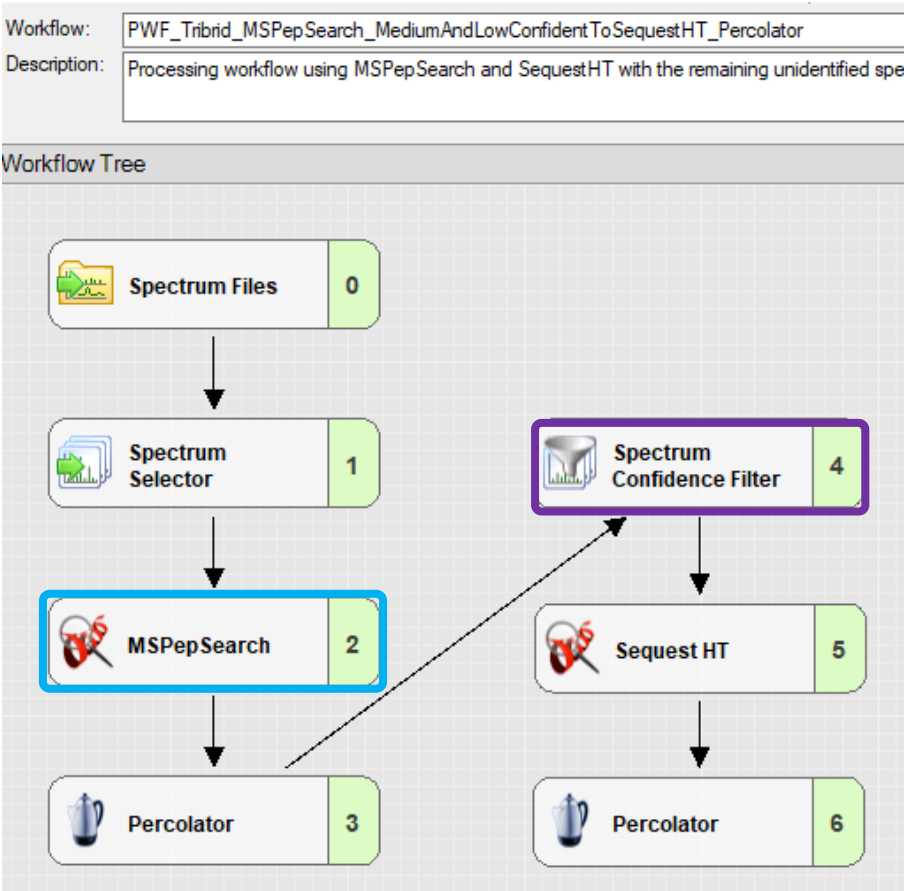 Workflow: PWF_Tribrid_MSPepSearch_MediumAndLowConfidentToSequestHT_Percolator
Description: Processing workflow using MSPepSearch and SequestHT with the remaining unidentified spe
Workflow Tree
Spectrum Files 0
Spectrum
Selector 1
Spectrum
Confidence Filter 4
MSPepSearch 2
Sequest HT 5
Percolator 3
Percolator 6